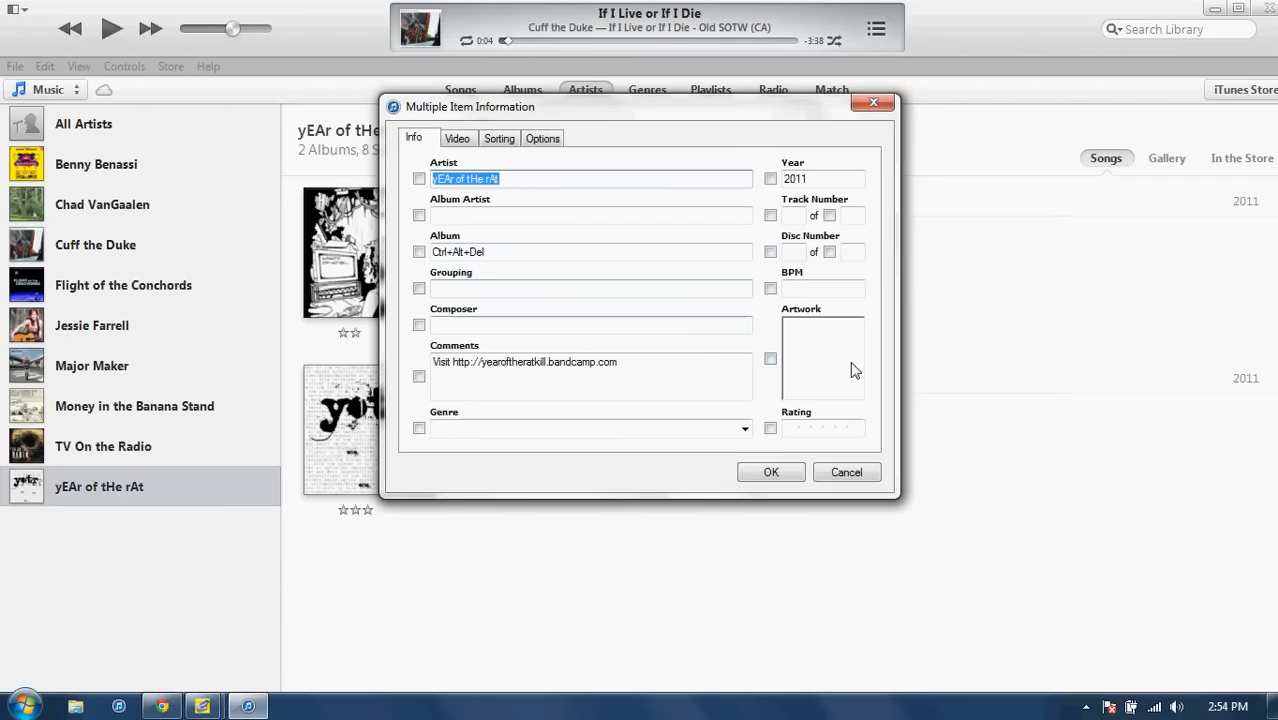 If I Live or If I Die
Cuff the Duke — If I Live or If I Die - Old SOTW (CA)
0:04
-3:38
Search Library
File Edit View Controls Store Help
Music
Songs Albums Artists Genres Playlists Radio Match
iTunes Store
All Artists
Benny Benassi
Chad VanGaalen
Cuff the Duke
Flight of the Conchords
Jessie Farrell
Major Maker
Money in the Banana Stand
TV On the Radio
yEAr of tHe rAt
yEAr of tHe
2 Albums, 8 S
Songs Gallery In the Store
2011
2011
Multiple Item Information
Info Video Sorting Options
Artist
yEAr of tHe rAt
Album Artist
Album
Ctrl+Alt+Del
Grouping
Composer
Comments
Visit http://yearoftheratkill.bandcamp.com
Genre
Year
2011
Track Number
of
Disc Number
of
BPM
Artwork
Rating
OK Cancel
2:54 PM